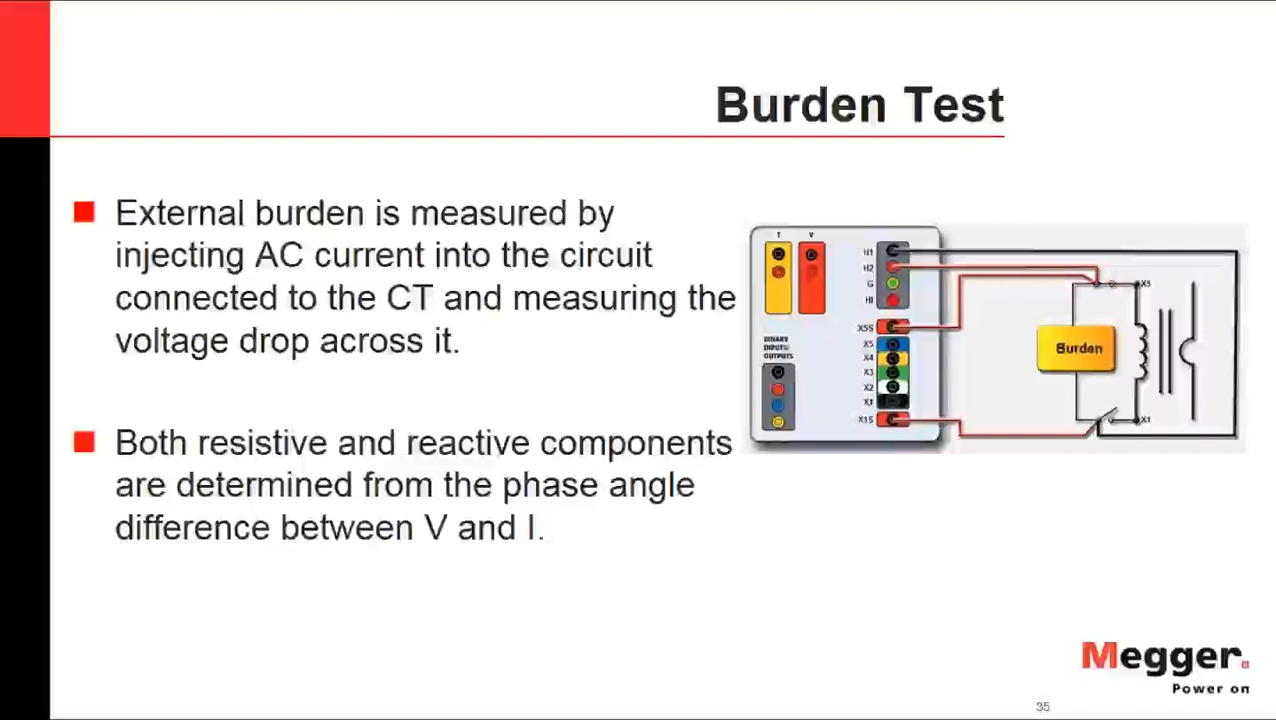 Burden Test
External burden is measured by
injecting AC current into the circuit
connected to the CT and measuring the
voltage drop across it.
Both resistive and reactive components
are determined from the phase angle
difference between V and I.
I V
H1
H2
G
HI
X5S
BINARY
INPUTS/
OUTPUTS
X5
X4
X3
X2
X1
X1S
Burden
X5
X1
Megger
Power on
35